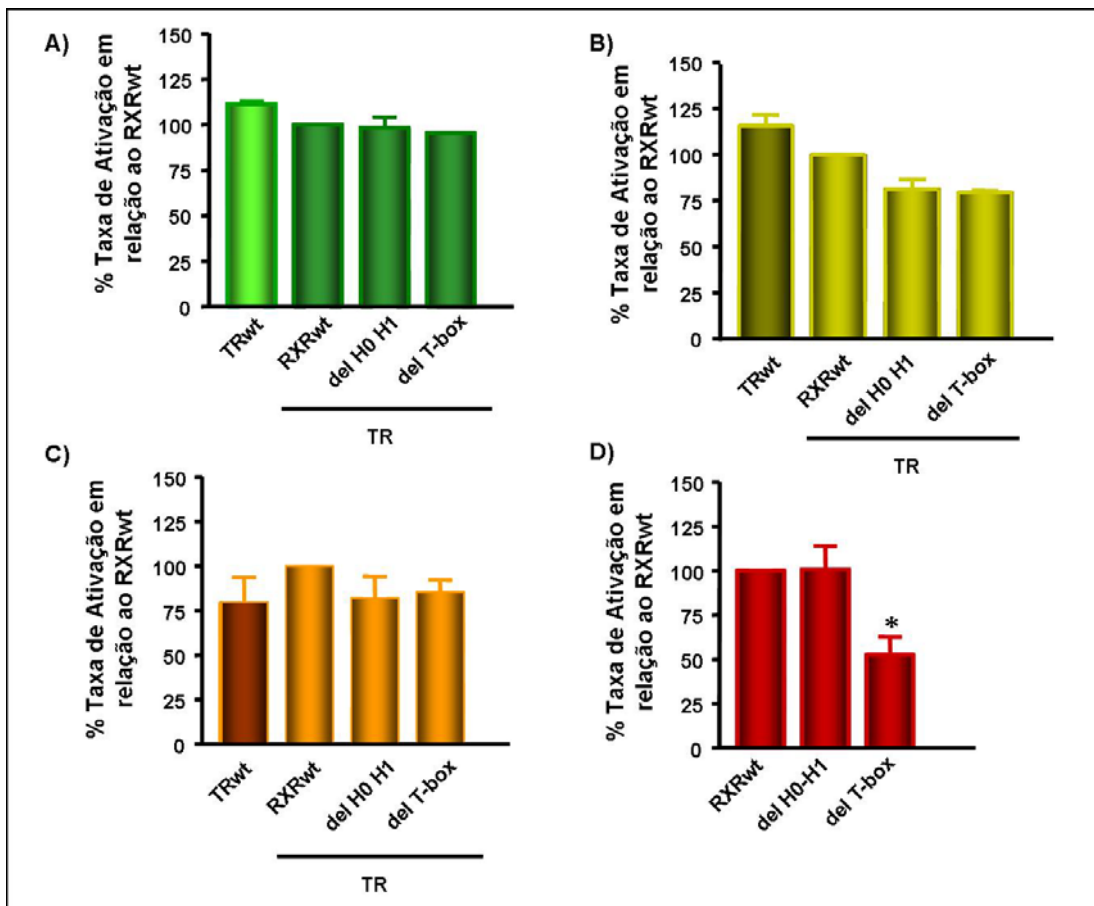 A)
% Taxa de Ativação em
relação ao RXRwt
150
125
100
75
50
25
0
TRwt
RXRwt
del H0 H1
del T-box
TR
B)
% Taxa de Ativação em
relação ao RXRwt
150
125
100
75
50
25
0
TRwt
RXRwt
del H0 H1
del T-box
TR
C)
% Taxa de Ativação em
relação ao RXRwt
150
125
100
75
50
25
0
TRwt
RXRwt
del H0 H1
del T-box
TR
D)
% Taxa de Ativação em
relação ao RXRwt
150
125
100
75
50
25
0
*
RXRwt
del H0-H1
del T-box